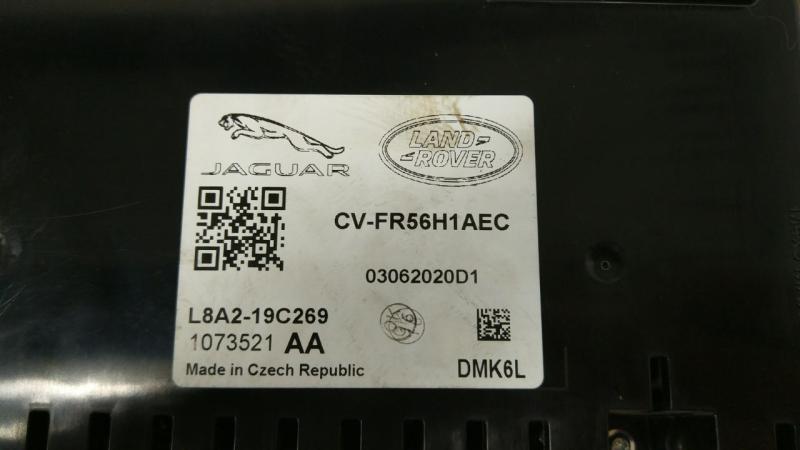 JAGUAR
LAND
ROVER
CV-FR56H1AEC
03062020D1
L8A2-19C269
1073521 AA
Made in Czech Republic
DMK6L